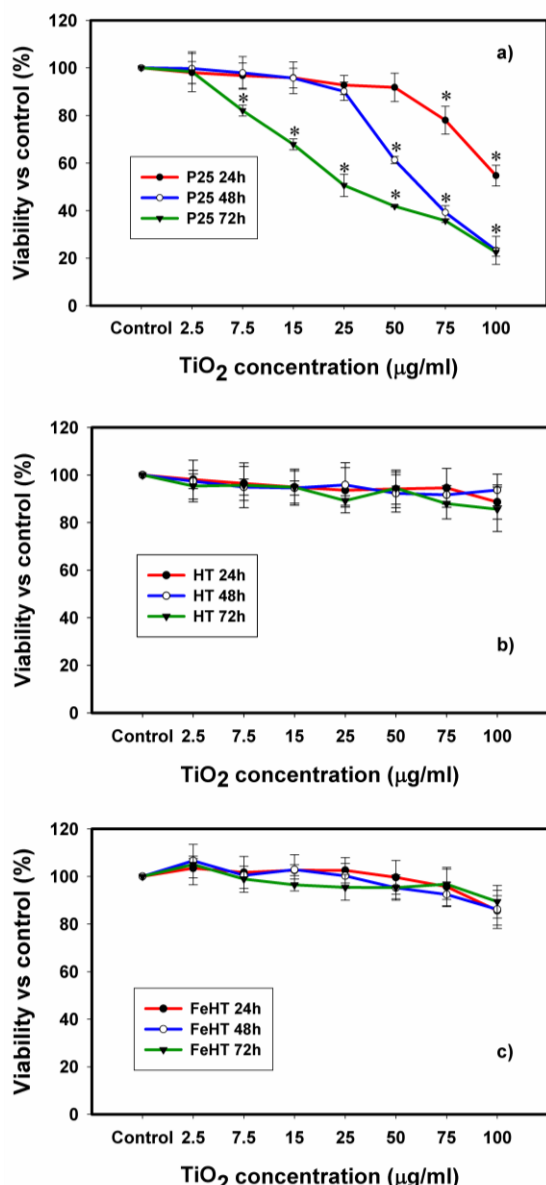 a)
120
100
80
60
40
20
0
Viability vs control (%)
* * * * * * * * * *
P25 24h
P25 48h
P25 72h
Control 2.5 7.5 15 25 50 75 100
TiO2 concentration (μg/ml)
120
100
80
60
40
20
0
Viability vs control (%)
HT 24h
HT 48h
HT 72h
b)
Control 2.5 7.5 15 25 50 75 100
TiO2 concentration (μg/ml)
120
100
80
60
40
20
0
Viability vs control (%)
FeHT 24h
FeHT 48h
FeHT 72h
c)
Control 2.5 7.5 15 25 50 75 100
TiO2 concentration (μg/ml)